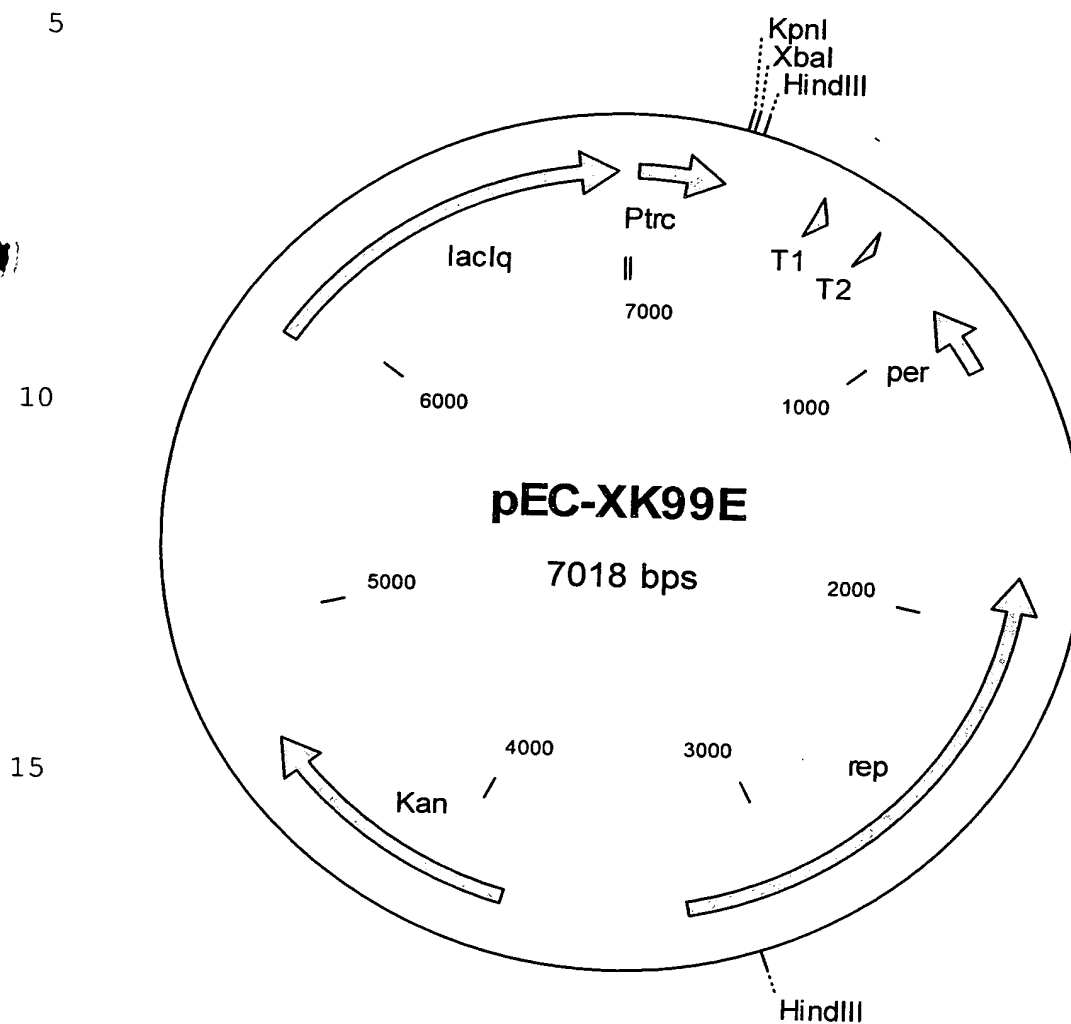 5
KpnI
XbaI
HindIII
Ptrc
lacIq
T1
T2
7000
per
10
6000
1000
pEC-XK99E
7018 bps
5000
2000
4000
3000
15
rep
Kan
HindIII